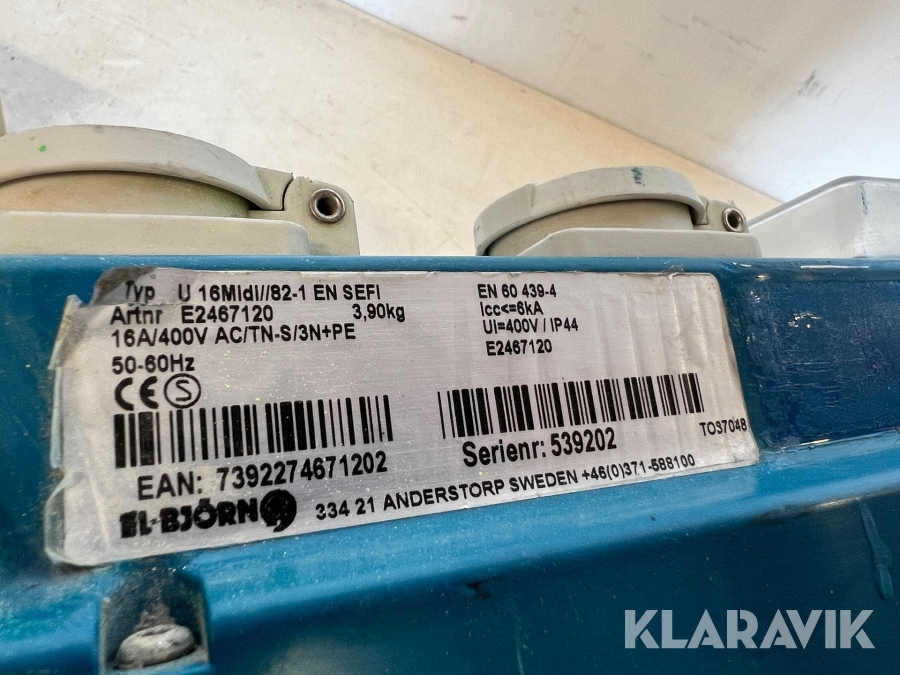 Typ U 16Midi//82-1 EN SEFI
Artnr E2467120 3,90kg
16A/400V AC/TN-S/3N+PE
50-60Hz
CE S
EAN: 7392274671202
EL-BJÖRN
EN 60 439-4
Icc<=6kA
Ui=400V / IP44
E2467120
Serienr: 539202
TO37048
334 21 ANDERSTORP SWEDEN +46(0)371-588100
KLARAVIK